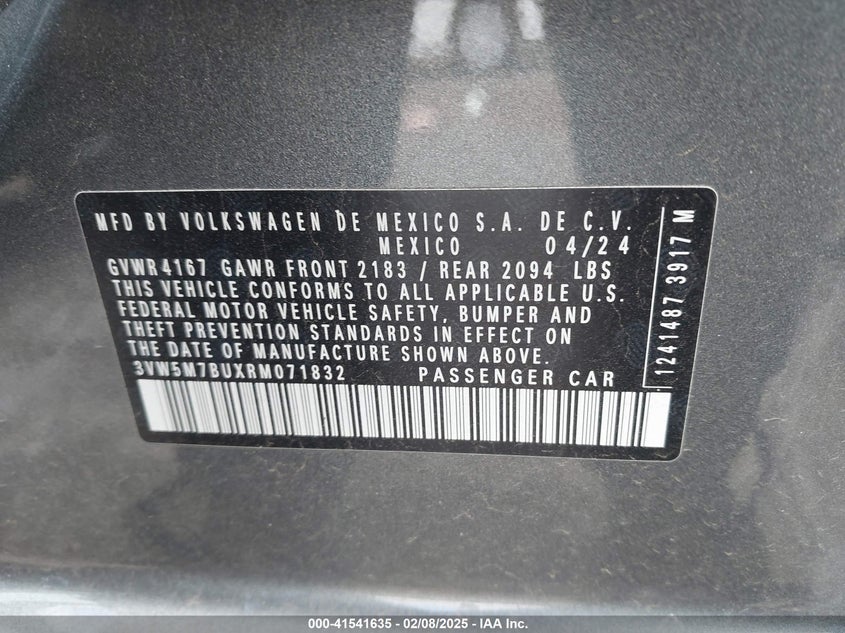 MFD BY VOLKSWAGEN DE MEXICO S.A. DE C.V.
MEXICO 04/24
GVWR4167 GAWR FRONT 2183 / REAR 2094 LBS
THIS VEHICLE CONFORMS TO ALL APPLICABLE U.S.
FEDERAL MOTOR VEHICLE SAFETY, BUMPER AND
THEFT PREVENTION STANDARDS IN EFFECT ON
THE DATE OF MANUFACTURE SHOWN ABOVE.
3VW5M7BUXRM071832 PASSENGER CAR
1241487 3917 M
000-41541635 - 02/08/2025 - IAA Inc.